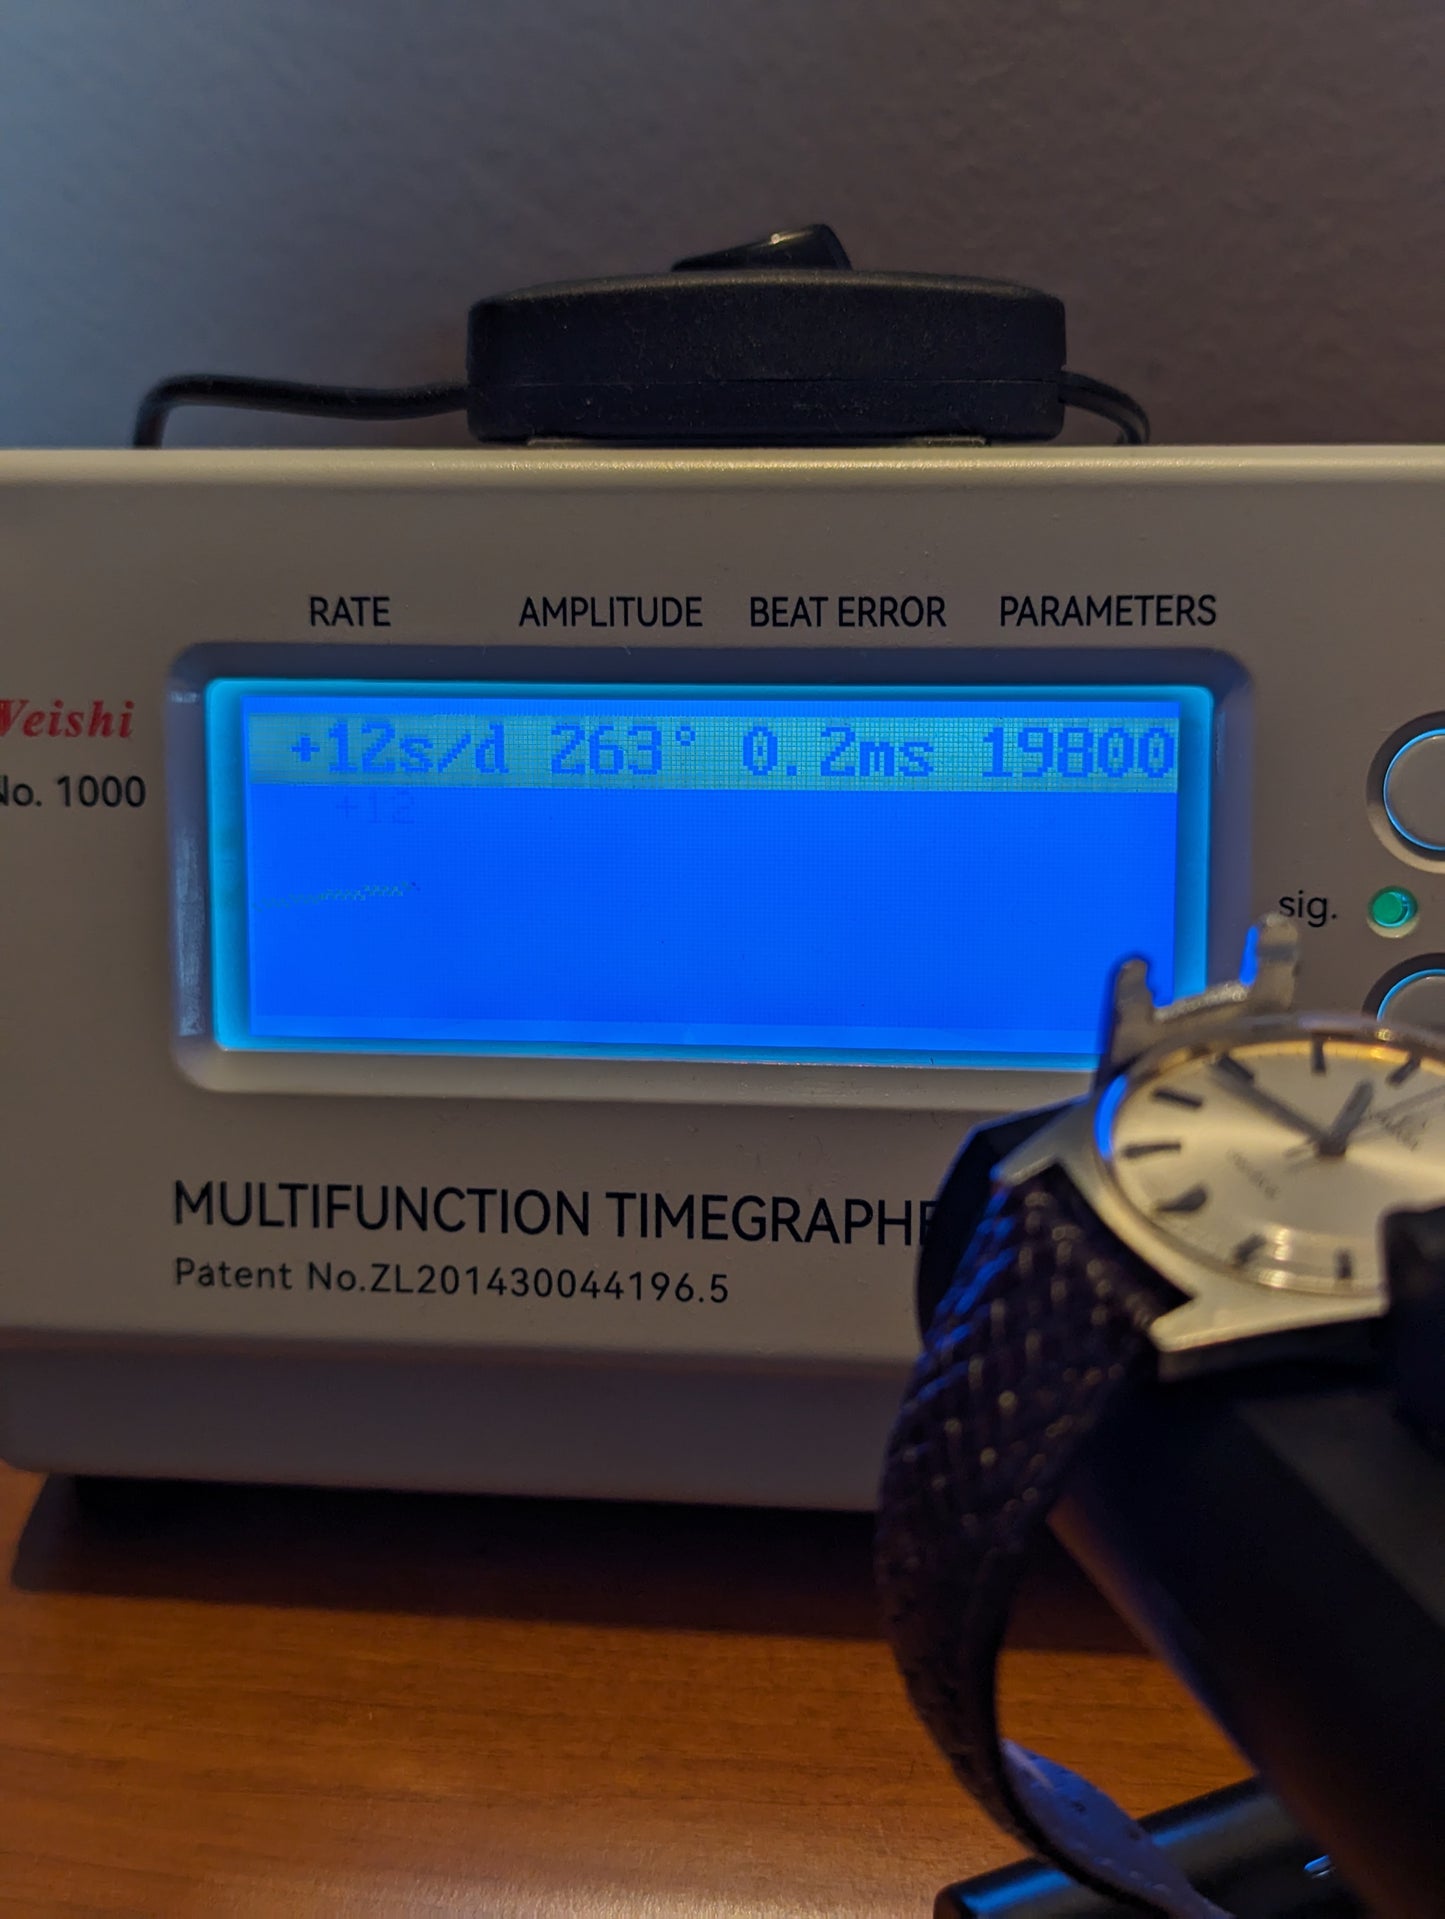 RATE AMPLITUDE BEAT ERROR PARAMETERS
+12s/d 263° 0.2ms 19800
+12
Weishi
No. 1000
sig.
MULTIFUNCTION TIMEGRAPHE
Patent No.ZL201430044196.5